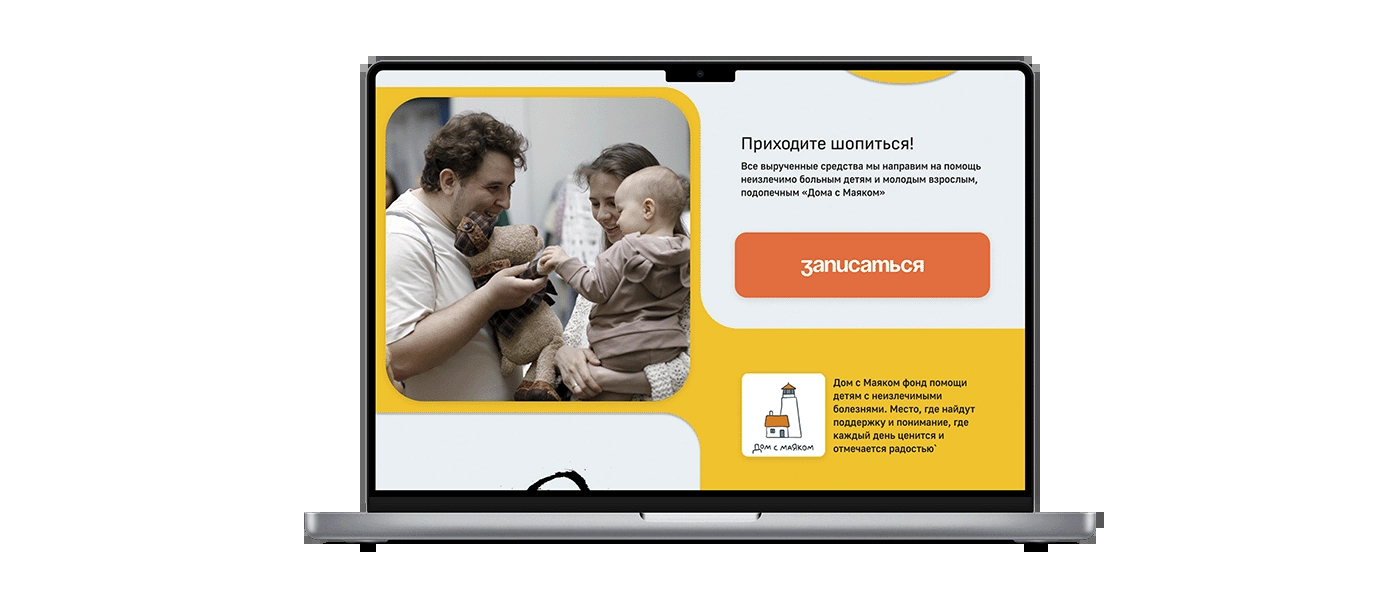 Приходите шопиться!
Все вырученные средства мы направим на помощь
неизлечимо больным детям и молодым взрослым,
подопечным «Дома с Маяком»
записаться
Дом с Маяком фонд помощи
детям с неизлечимыми
болезнями. Место, где найдут
поддержку и понимание, где
каждый день ценится и
отмечается радостью`
Дом с маяком